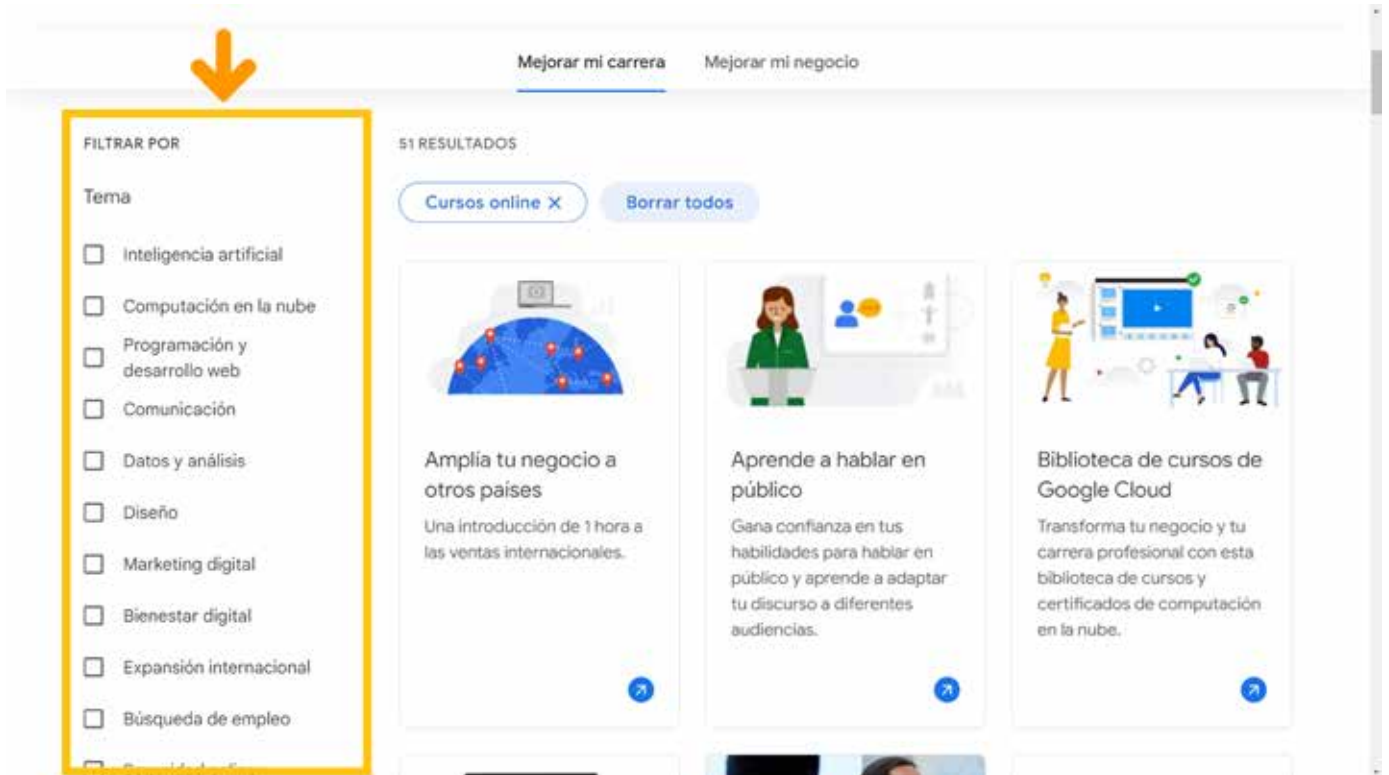 Mejorar mi carrera
Mejorar mi negocio
FILTRAR POR
Tema
Inteligencia artificial
Computación en la nube
Programación y
desarrollo web
Comunicación
Datos y análisis
Diseño
Marketing digital
Bienestar digital
Expansión internacional
Búsqueda de empleo
51 RESULTADOS
Cursos online X
Borrar todos
Amplía tu negocio a
otros países
Una introducción de 1 hora a
las ventas internacionales.
Aprende a hablar en
público
Gana confianza en tus
habilidades para hablar en
público y aprende a adaptar
tu discurso a diferentes
audiencias.
Biblioteca de cursos de
Google Cloud
Transforma tu negocio y tu
carrera profesional con esta
biblioteca de cursos y
certificados de computación
en la nube.